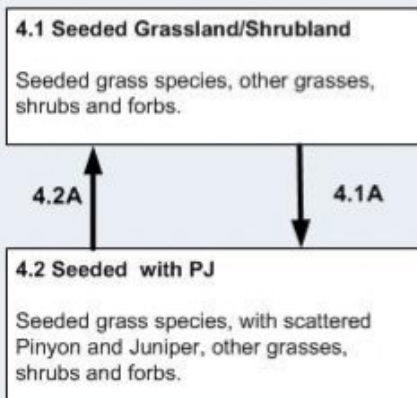 4.1 Seeded Grassland/Shrubland
Seeded grass species, other grasses,
shrubs and forbs.
4.2A
4.1A
4.2 Seeded with PJ
Seeded grass species, with scattered
Pinyon and Juniper, other grasses,
shrubs and forbs.